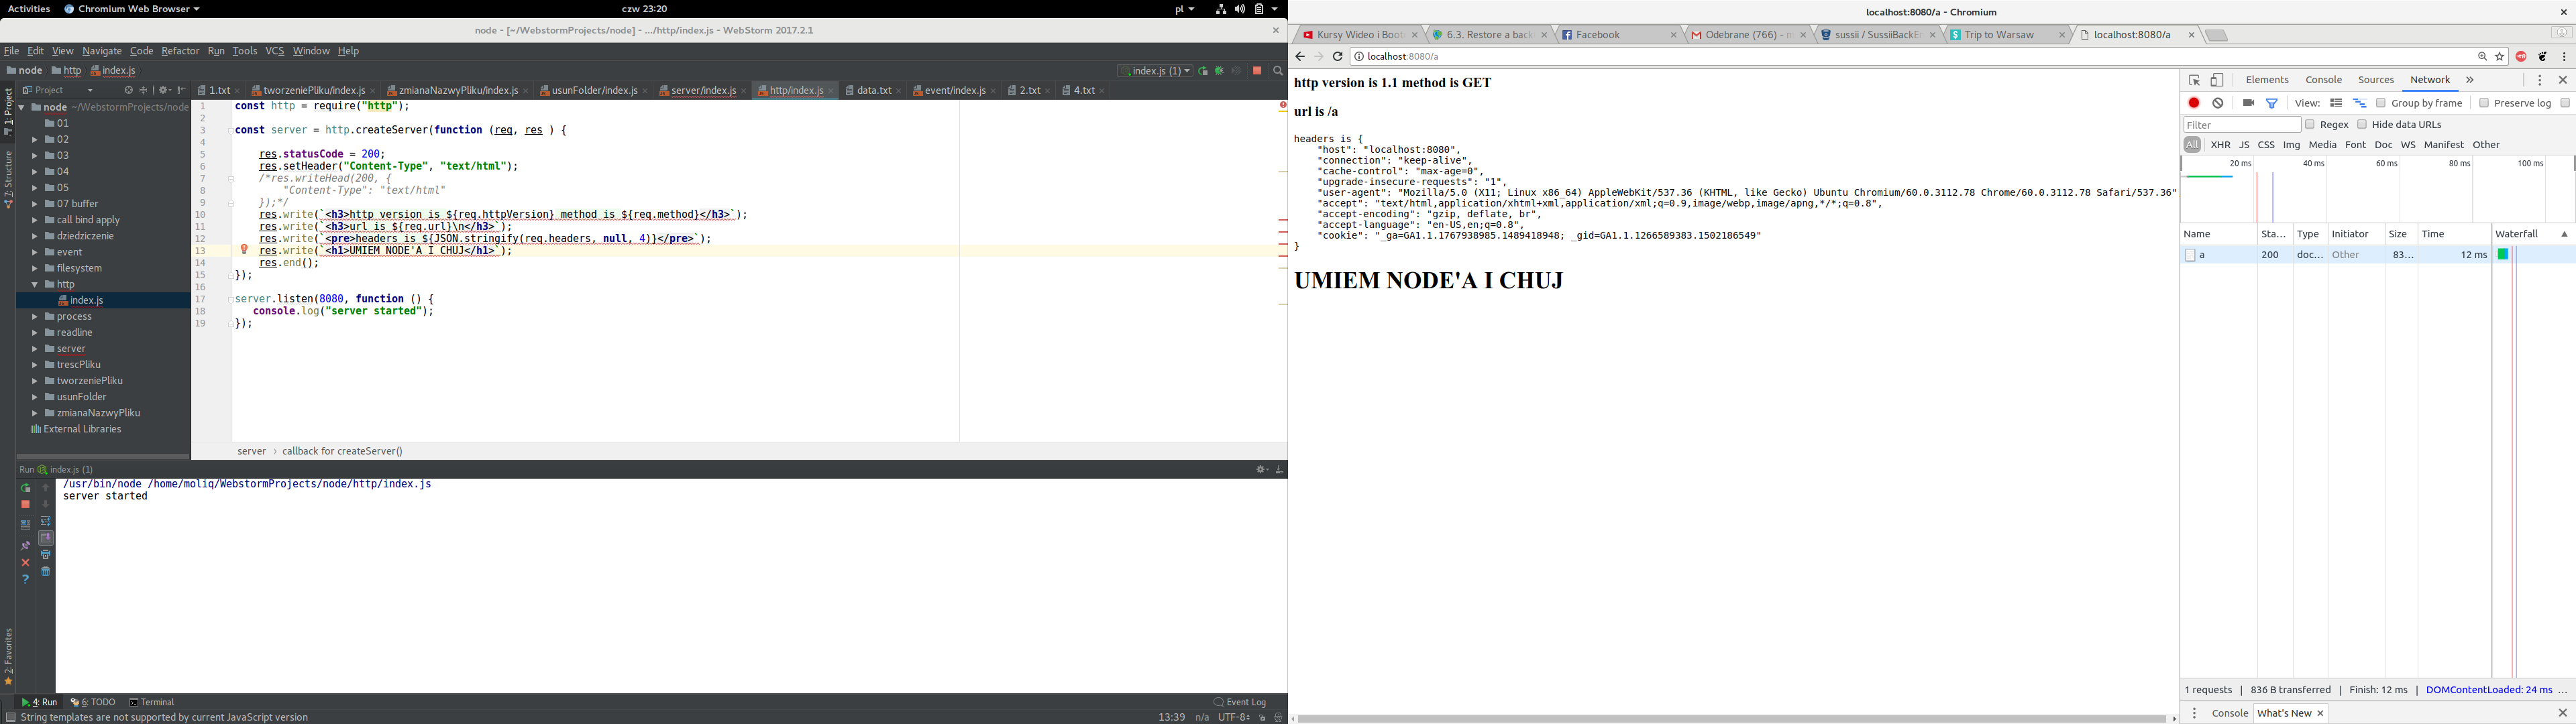 Activities Chromium Web Browser czw 23:20 pl
node - [~/WebstormProjects/node] - .../http/index.js - WebStorm 2017.2.1
File Edit View Navigate Code Refactor Run Tools VCS Window Help
node http index.js index.js (1)
Project
1.txt tworzeniePliku/index.js zmianaNazwyPliku/index.js usunFolder/index.js server/index.js http/index.js data.txt event/index.js 2.txt 4.txt
1: Project
7: Structure
2: Favorites
node ~/WebstormProjects/node
01
02
03
04
05
07 buffer
call bind apply
dziedziczenie
event
filesystem
http
index.js
process
readline
server
trescPliku
tworzeniePliku
usunFolder
zmianaNazwyPliku
External Libraries
1 const http = require("http");
2
3 const server = http.createServer(function (req, res ) {
4
5 res.statusCode = 200;
6 res.setHeader("Content-Type", "text/html");
7 /*res.writeHead(200, {
8 "Content-Type": "text/html"
9 });*/
10 res.write(`<h3>http version is ${req.httpVersion} method is ${req.method}</h3>`);
11 res.write(`<h3>url is ${req.url}\n</h3>`);
12 res.write(`<pre>headers is ${JSON.stringify(req.headers, null, 4)}</pre>`);
13 res.write(`<h1>UMIEM NODE'A I CHUJ</h1>`);
14 res.end();
15 });
16
17 server.listen(8080, function () {
18 console.log("server started");
19 });
server › callback for createServer()
Run index.js (1)
/usr/bin/node /home/moliq/WebstormProjects/node/http/index.js
server started
4: Run 6: TODO Terminal Event Log
String templates are not supported by current JavaScript version 13:39 n/a UTF-8
localhost:8080/a - Chromium
Kursy Wideo i Boot 6.3. Restore a back Facebook Odebrane (766) - m sussii / SussiiBackEn Trip to Warsaw localhost:8080/a
localhost:8080/a
http version is 1.1 method is GET
url is /a
headers is {
"host": "localhost:8080",
"connection": "keep-alive",
"cache-control": "max-age=0",
"upgrade-insecure-requests": "1",
"user-agent": "Mozilla/5.0 (X11; Linux x86_64) AppleWebKit/537.36 (KHTML, like Gecko) Ubuntu Chromium/60.0.3112.78 Chrome/60.0.3112.78 Safari/537.36"
"accept": "text/html,application/xhtml+xml,application/xml;q=0.9,image/webp,image/apng,*/*;q=0.8",
"accept-encoding": "gzip, deflate, br",
"accept-language": "en-US,en;q=0.8",
"cookie": "_ga=GA1.1.1767938985.1489418948; _gid=GA1.1.1266589383.1502186549"
}
UMIEM NODE'A I CHUJ
Elements Console Sources Network »
View: Group by frame Preserve log
Filter Regex Hide data URLs
All XHR JS CSS Img Media Font Doc WS Manifest Other
20 ms 40 ms 60 ms 80 ms 100 ms
Name Sta... Type Initiator Size Time Waterfall
a 200 doc... Other 83... 12 ms
1 requests | 836 B transferred | Finish: 12 ms | DOMContentLoaded: 24 ms ...
Console What's New